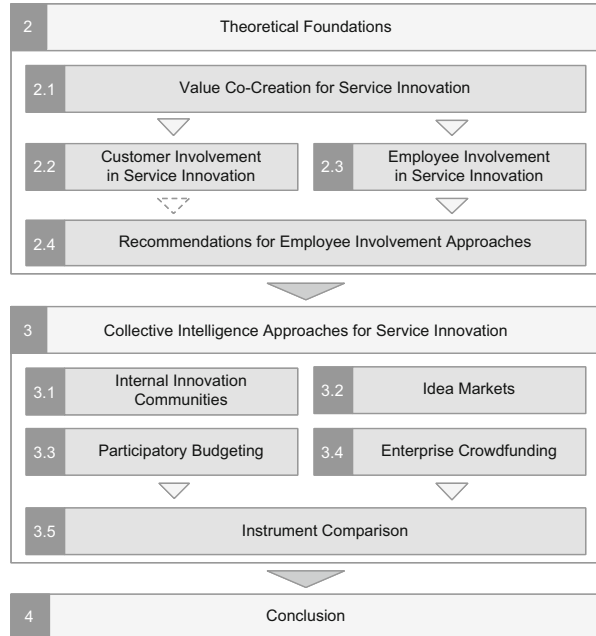 2 Theoretical Foundations
2.1 Value Co-Creation for Service Innovation
2.2 Customer Involvement
in Service Innovation
2.3 Employee Involvement
in Service Innovation
2.4 Recommendations for Employee Involvement Approaches
3 Collective Intelligence Approaches for Service Innovation
3.1 Internal Innovation
Communities
3.2 Idea Markets
3.3 Participatory Budgeting
3.4 Enterprise Crowdfunding
3.5 Instrument Comparison
4 Conclusion